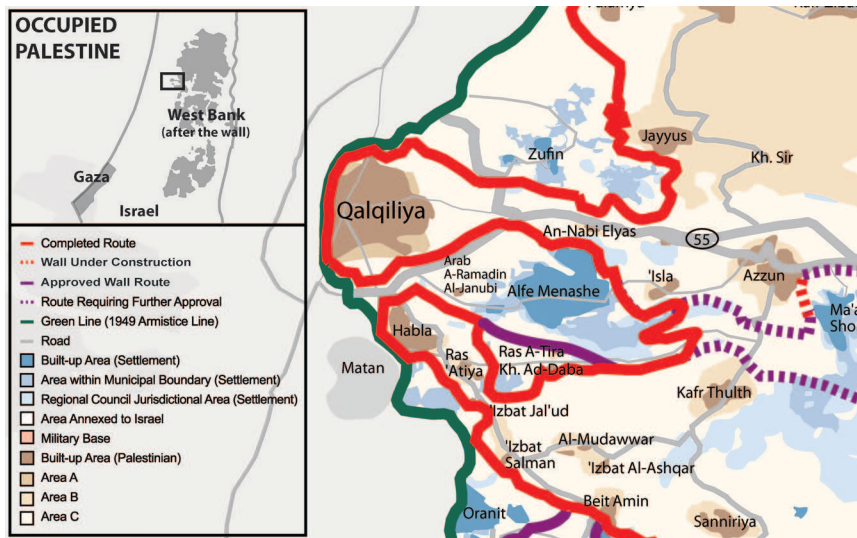 OCCUPIED
PALESTINE
West Bank
(after the wall)
Gaza
Israel
Completed Route
Wall Under Construction
Approved Wall Route
Route Requiring Further Approval
Green Line (1949 Armistice Line)
Road
Built-up Area (Settlement)
Area within Municipal Boundary (Settlement)
Regional Council Jurisdictional Area (Settlement)
Area Annexed to Israel
Military Base
Built-up Area (Palestinian)
Area A
Area B
Area C
Jayyus
Zufin
Kh. Sir
Qalqiliya
An-Nabi Elyas
55
Arab
A-Ramadin
Al-Janubi
'Isla
Azzun
Alfe Menashe
Ma'a
Sho
Habla
Ras A-Tira
Kh. Ad-Daba
Ras
'Atiya
Matan
Kafr Thulth
'Izbat Jal'ud
'Izbat
Salman
Al-Mudawwar
'Izbat Al-Ashqar
Beit Amin
Oranit
Sanniriya